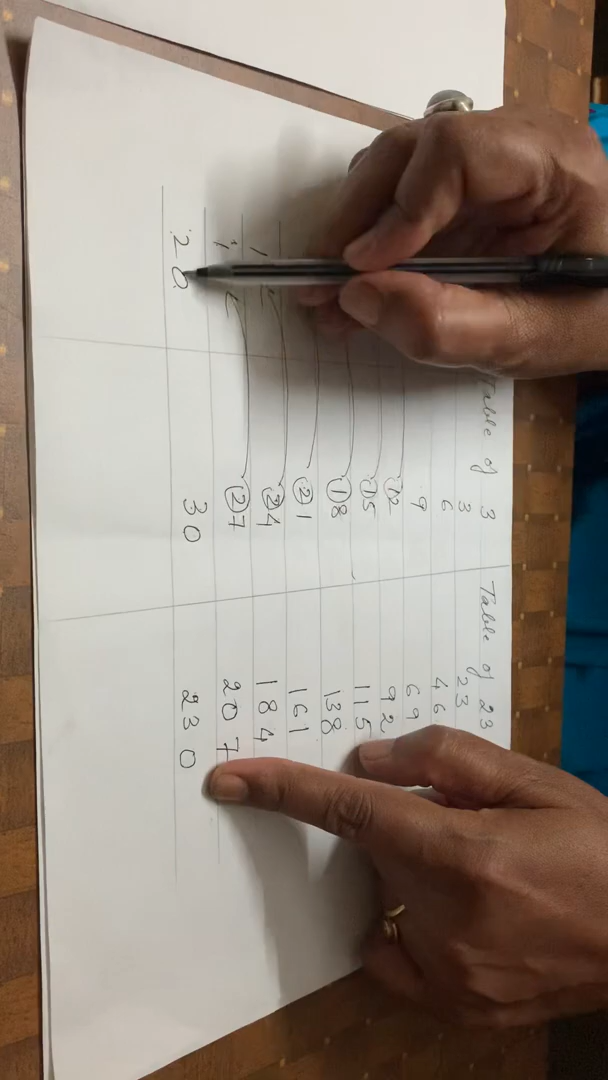 Table of 3 Table of 23
3 23
6 46
9 69
12 92
15 115
18 138
21 161
1 24 184
1 27 207
20 30 230